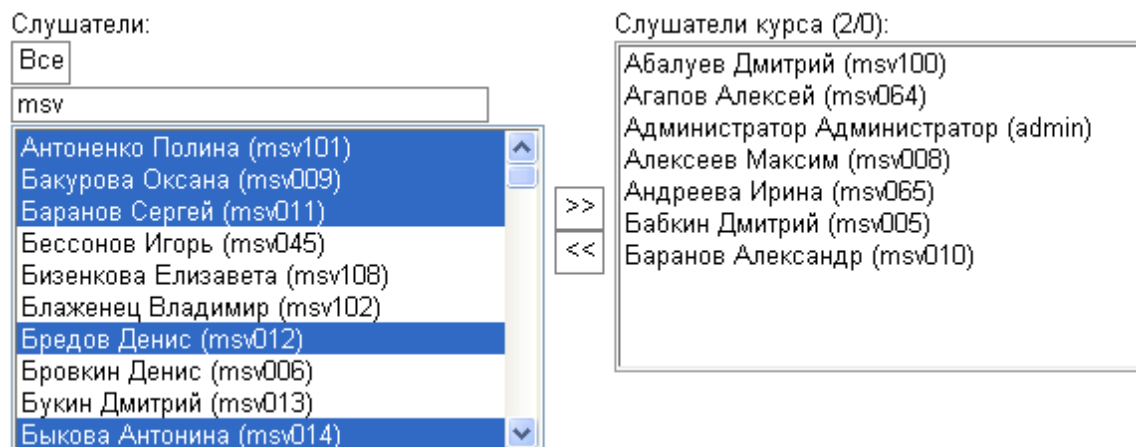 Слушатели:
Все
msv
Антоненко Полина (msv101)
Бакурова Оксана (msv009)
Баранов Сергей (msv011)
Бессонов Игорь (msv045)
Бизенкова Елизавета (msv108)
Блаженец Владимир (msv102)
Бредов Денис (msv012)
Бровкин Денис (msv006)
Букин Дмитрий (msv013)
Быкова Антонина (msv014)
>>
<<
Слушатели курса (2/0):
Абалуев Дмитрий (msv100)
Агапов Алексей (msv064)
Администратор Администратор (admin)
Алексеев Максим (msv008)
Андреева Ирина (msv065)
Бабкин Дмитрий (msv005)
Баранов Александр (msv010)